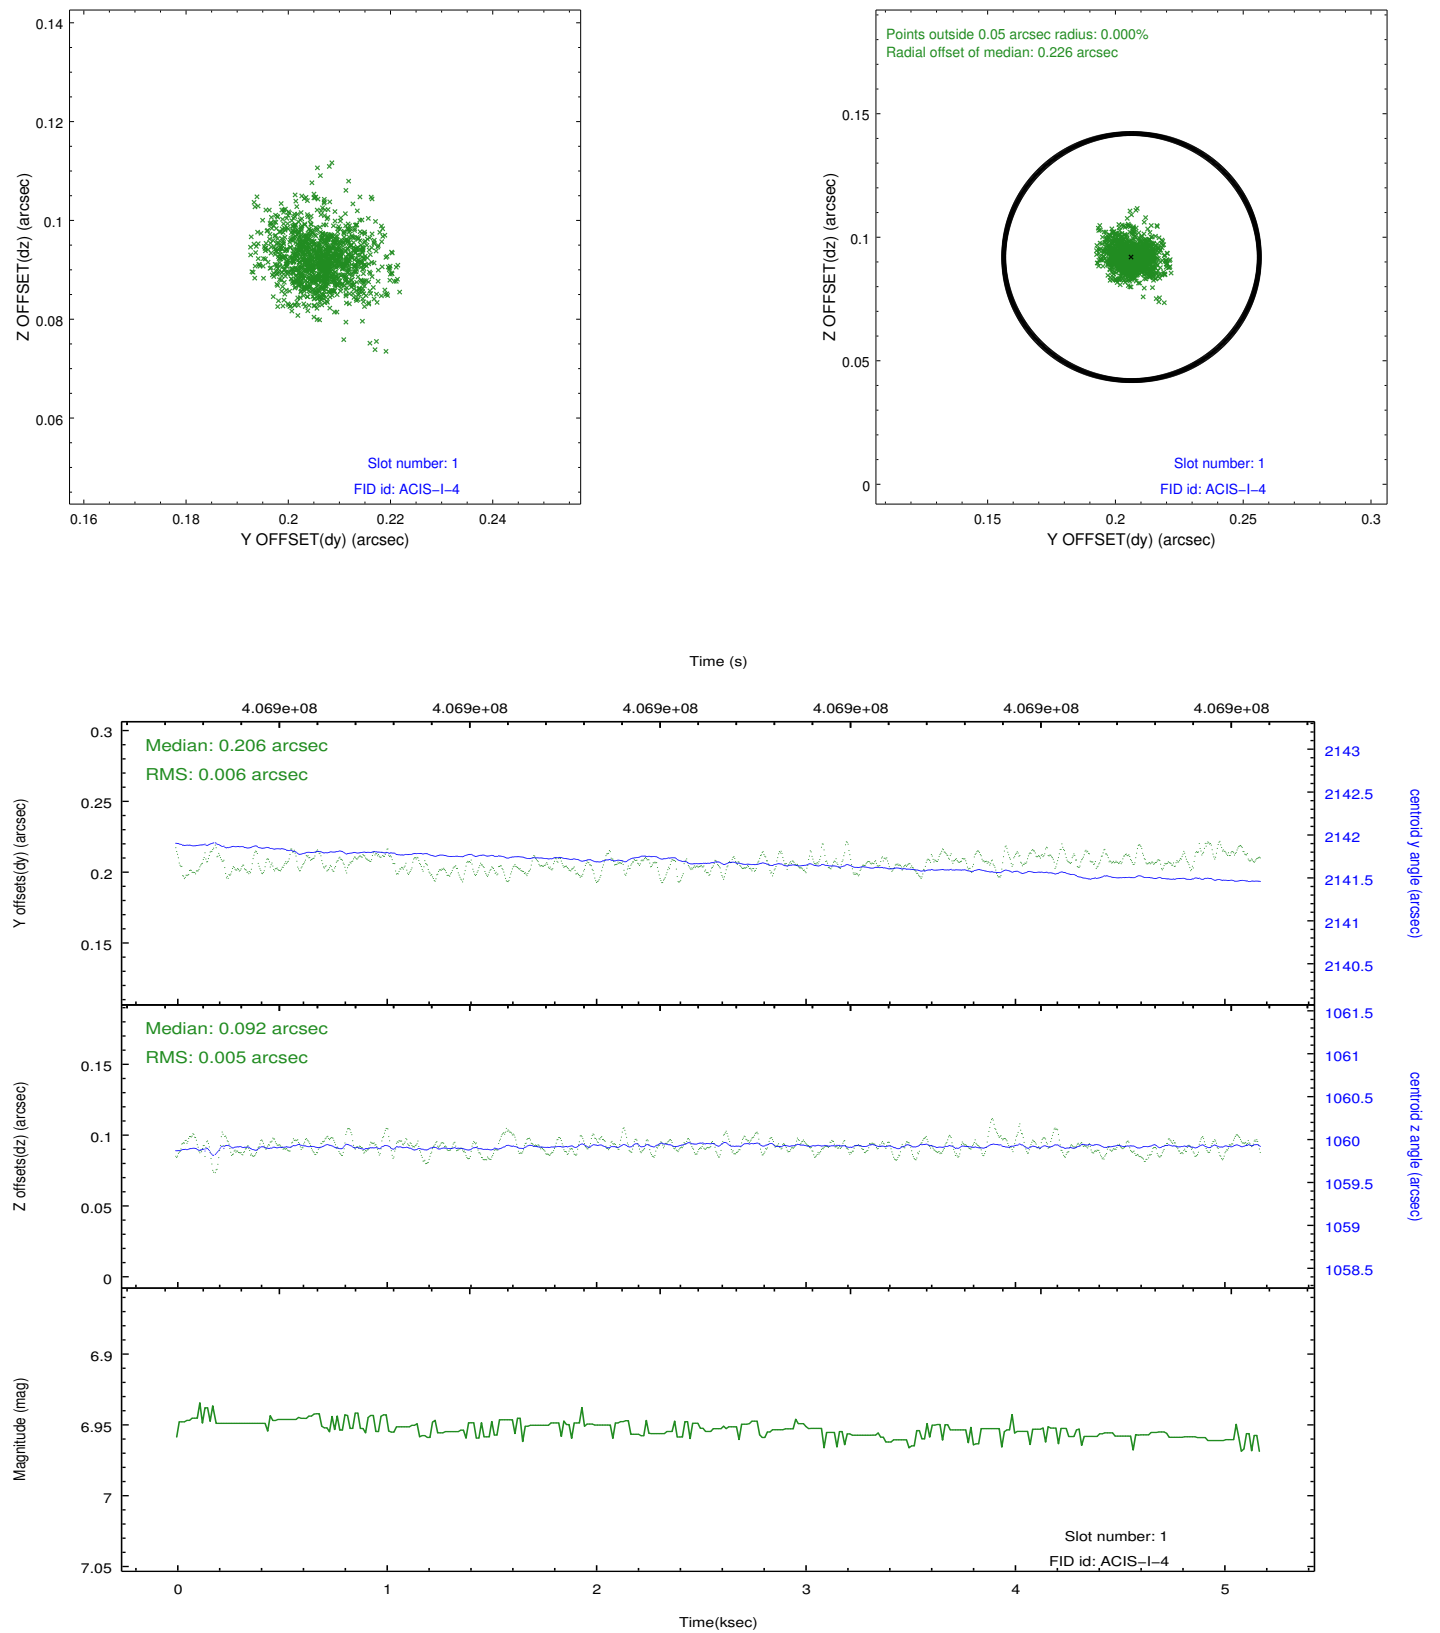 0.14
0.12
0.1
0.08
0.06
Z OFFSET(dz) (arcsec)
0.16 0.18 0.2 0.22 0.24
Y OFFSET(dy) (arcsec)
Slot number: 1
FID id: ACIS−I−4
Points outside 0.05 arcsec radius: 0.000%
Radial offset of median: 0.226 arcsec
0.15
0.1
0.05
0
Z OFFSET(dz) (arcsec)
0.15 0.2 0.25 0.3
Y OFFSET(dy) (arcsec)
Slot number: 1
FID id: ACIS−I−4
Time (s)
4.069e+08 4.069e+08 4.069e+08 4.069e+08 4.069e+08 4.069e+08
Median: 0.206 arcsec
RMS: 0.006 arcsec
0.3
0.25
0.2
0.15
Y offsets(dy) (arcsec)
2143
2142.5
2142
2141.5
2141
2140.5
centroid y angle (arcsec)
Median: 0.092 arcsec
RMS: 0.005 arcsec
0.15
0.1
0.05
0
Z offsets(dz) (arcsec)
1061.5
1061
1060.5
1060
1059.5
1059
1058.5
centroid z angle (arcsec)
6.9
6.95
7
7.05
Magnitude (mag)
Slot number: 1
FID id: ACIS−I−4
0 1 2 3 4 5
Time(ksec)